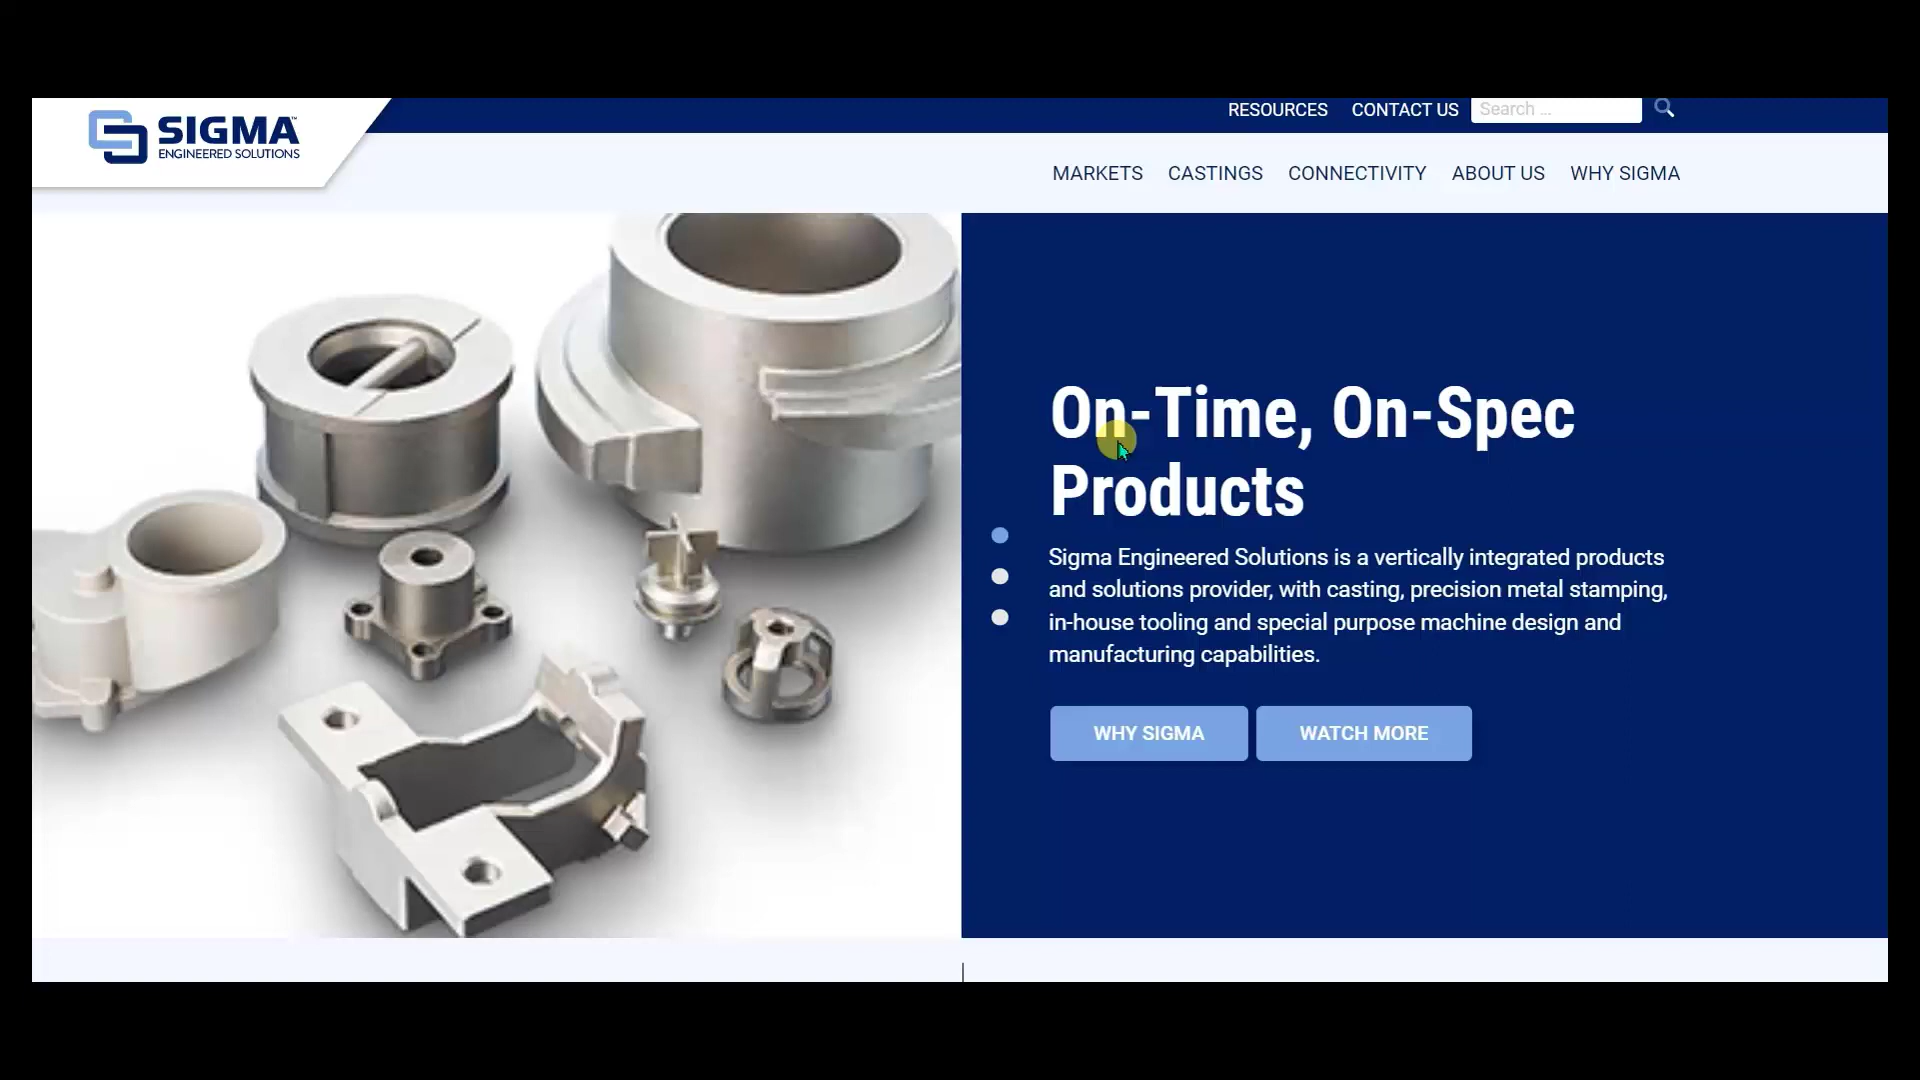 SIGMA™
ENGINEERED SOLUTIONS
RESOURCES CONTACT US Search ...
MARKETS CASTINGS CONNECTIVITY ABOUT US WHY SIGMA
On-Time, On-Spec
Products
Sigma Engineered Solutions is a vertically integrated products
and solutions provider, with casting, precision metal stamping,
in-house tooling and special purpose machine design and
manufacturing capabilities.
WHY SIGMA WATCH MORE